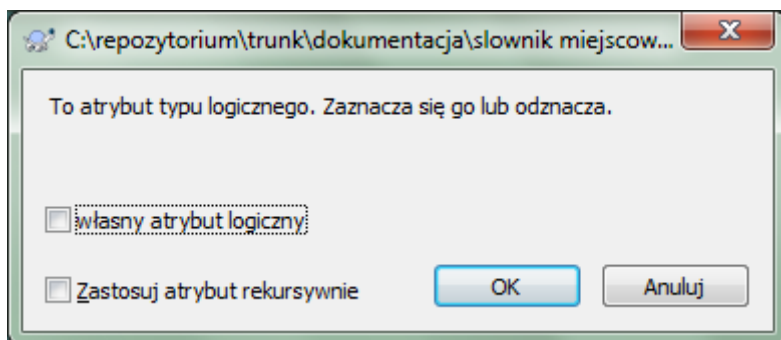 C:\repozytorium\trunk\dokumentacja\slownik miejscow...
To atrybut typu logicznego. Zaznacza się go lub odznacza.
własny atrybut logiczny
Zastosuj atrybut rekursywnie
OK
Anuluj